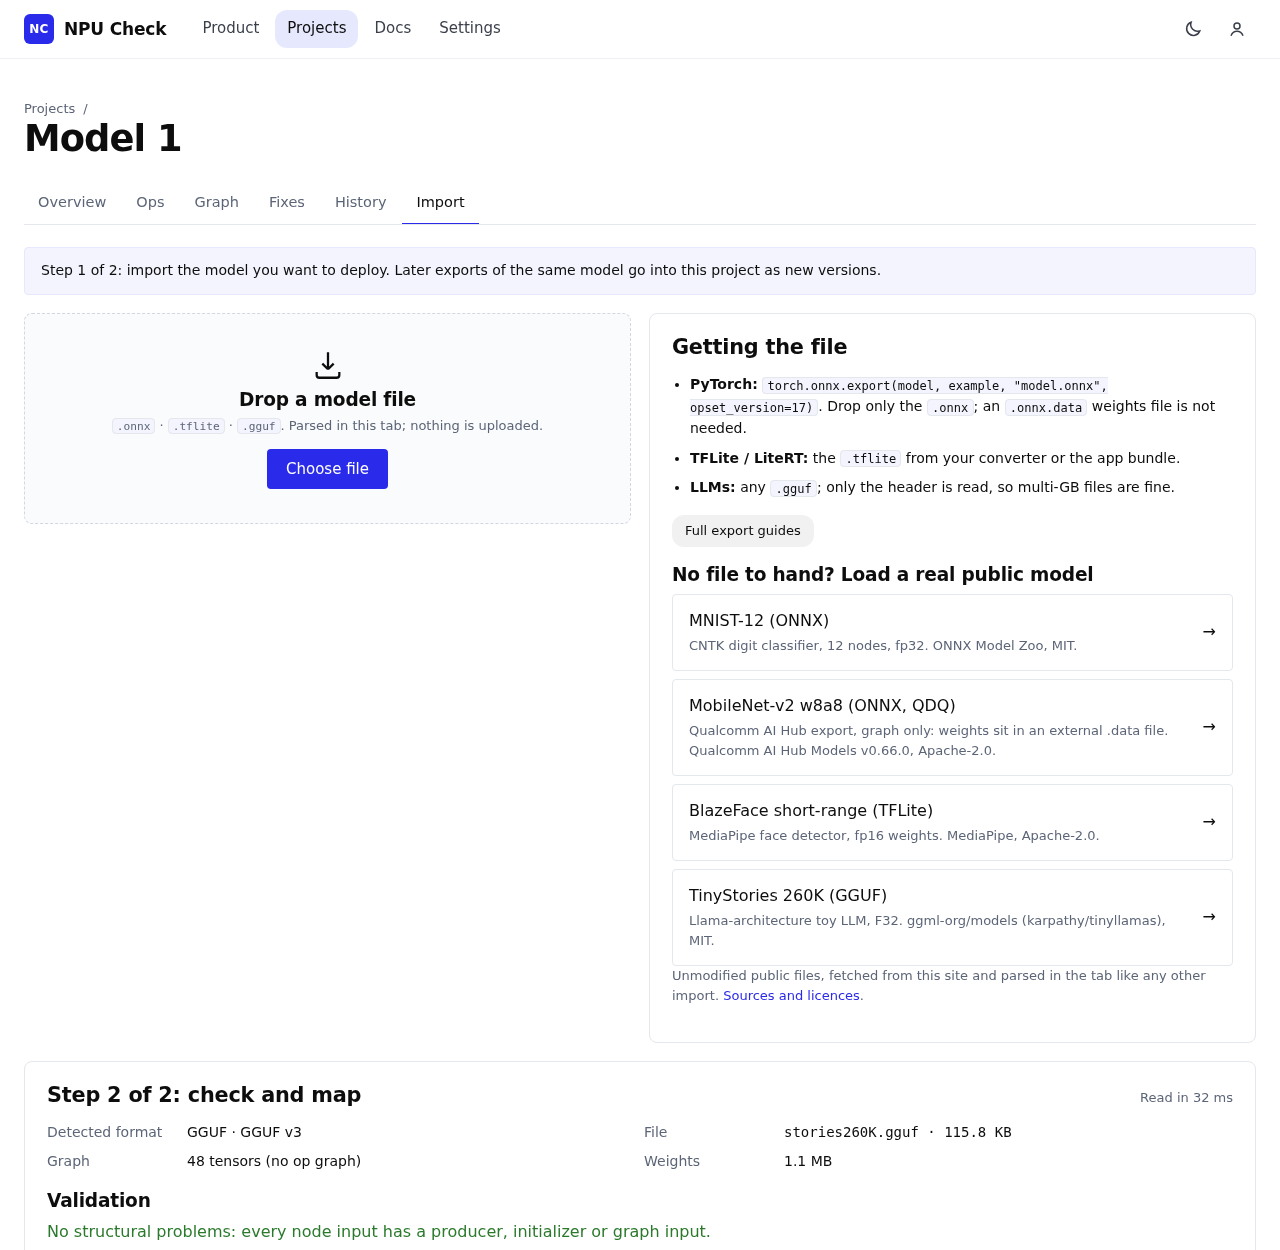 NC NPU Check Product Projects Docs Settings
Projects /
Model 1
Overview Ops Graph Fixes History Import
Step 1 of 2: import the model you want to deploy. Later exports of the same model go into this project as new versions.
Drop a model file
.onnx · .tflite · .gguf. Parsed in this tab; nothing is uploaded.
Choose file
Getting the file
• PyTorch: torch.onnx.export(model, example, "model.onnx",
opset_version=17). Drop only the .onnx; an .onnx.data weights file is not
needed.
• TFLite / LiteRT: the .tflite from your converter or the app bundle.
• LLMs: any .gguf; only the header is read, so multi-GB files are fine.
Full export guides
No file to hand? Load a real public model
MNIST-12 (ONNX)
CNTK digit classifier, 12 nodes, fp32. ONNX Model Zoo, MIT.
→
MobileNet-v2 w8a8 (ONNX, QDQ)
Qualcomm AI Hub export, graph only: weights sit in an external .data file.
Qualcomm AI Hub Models v0.66.0, Apache-2.0.
→
BlazeFace short-range (TFLite)
MediaPipe face detector, fp16 weights. MediaPipe, Apache-2.0.
→
TinyStories 260K (GGUF)
Llama-architecture toy LLM, F32. ggml-org/models (karpathy/tinyllamas),
MIT.
→
Unmodified public files, fetched from this site and parsed in the tab like any other
import. Sources and licences.
Step 2 of 2: check and map
Read in 32 ms
Detected format GGUF · GGUF v3 File stories260K.gguf · 115.8 KB
Graph 48 tensors (no op graph) Weights 1.1 MB
Validation
No structural problems: every node input has a producer, initializer or graph input.